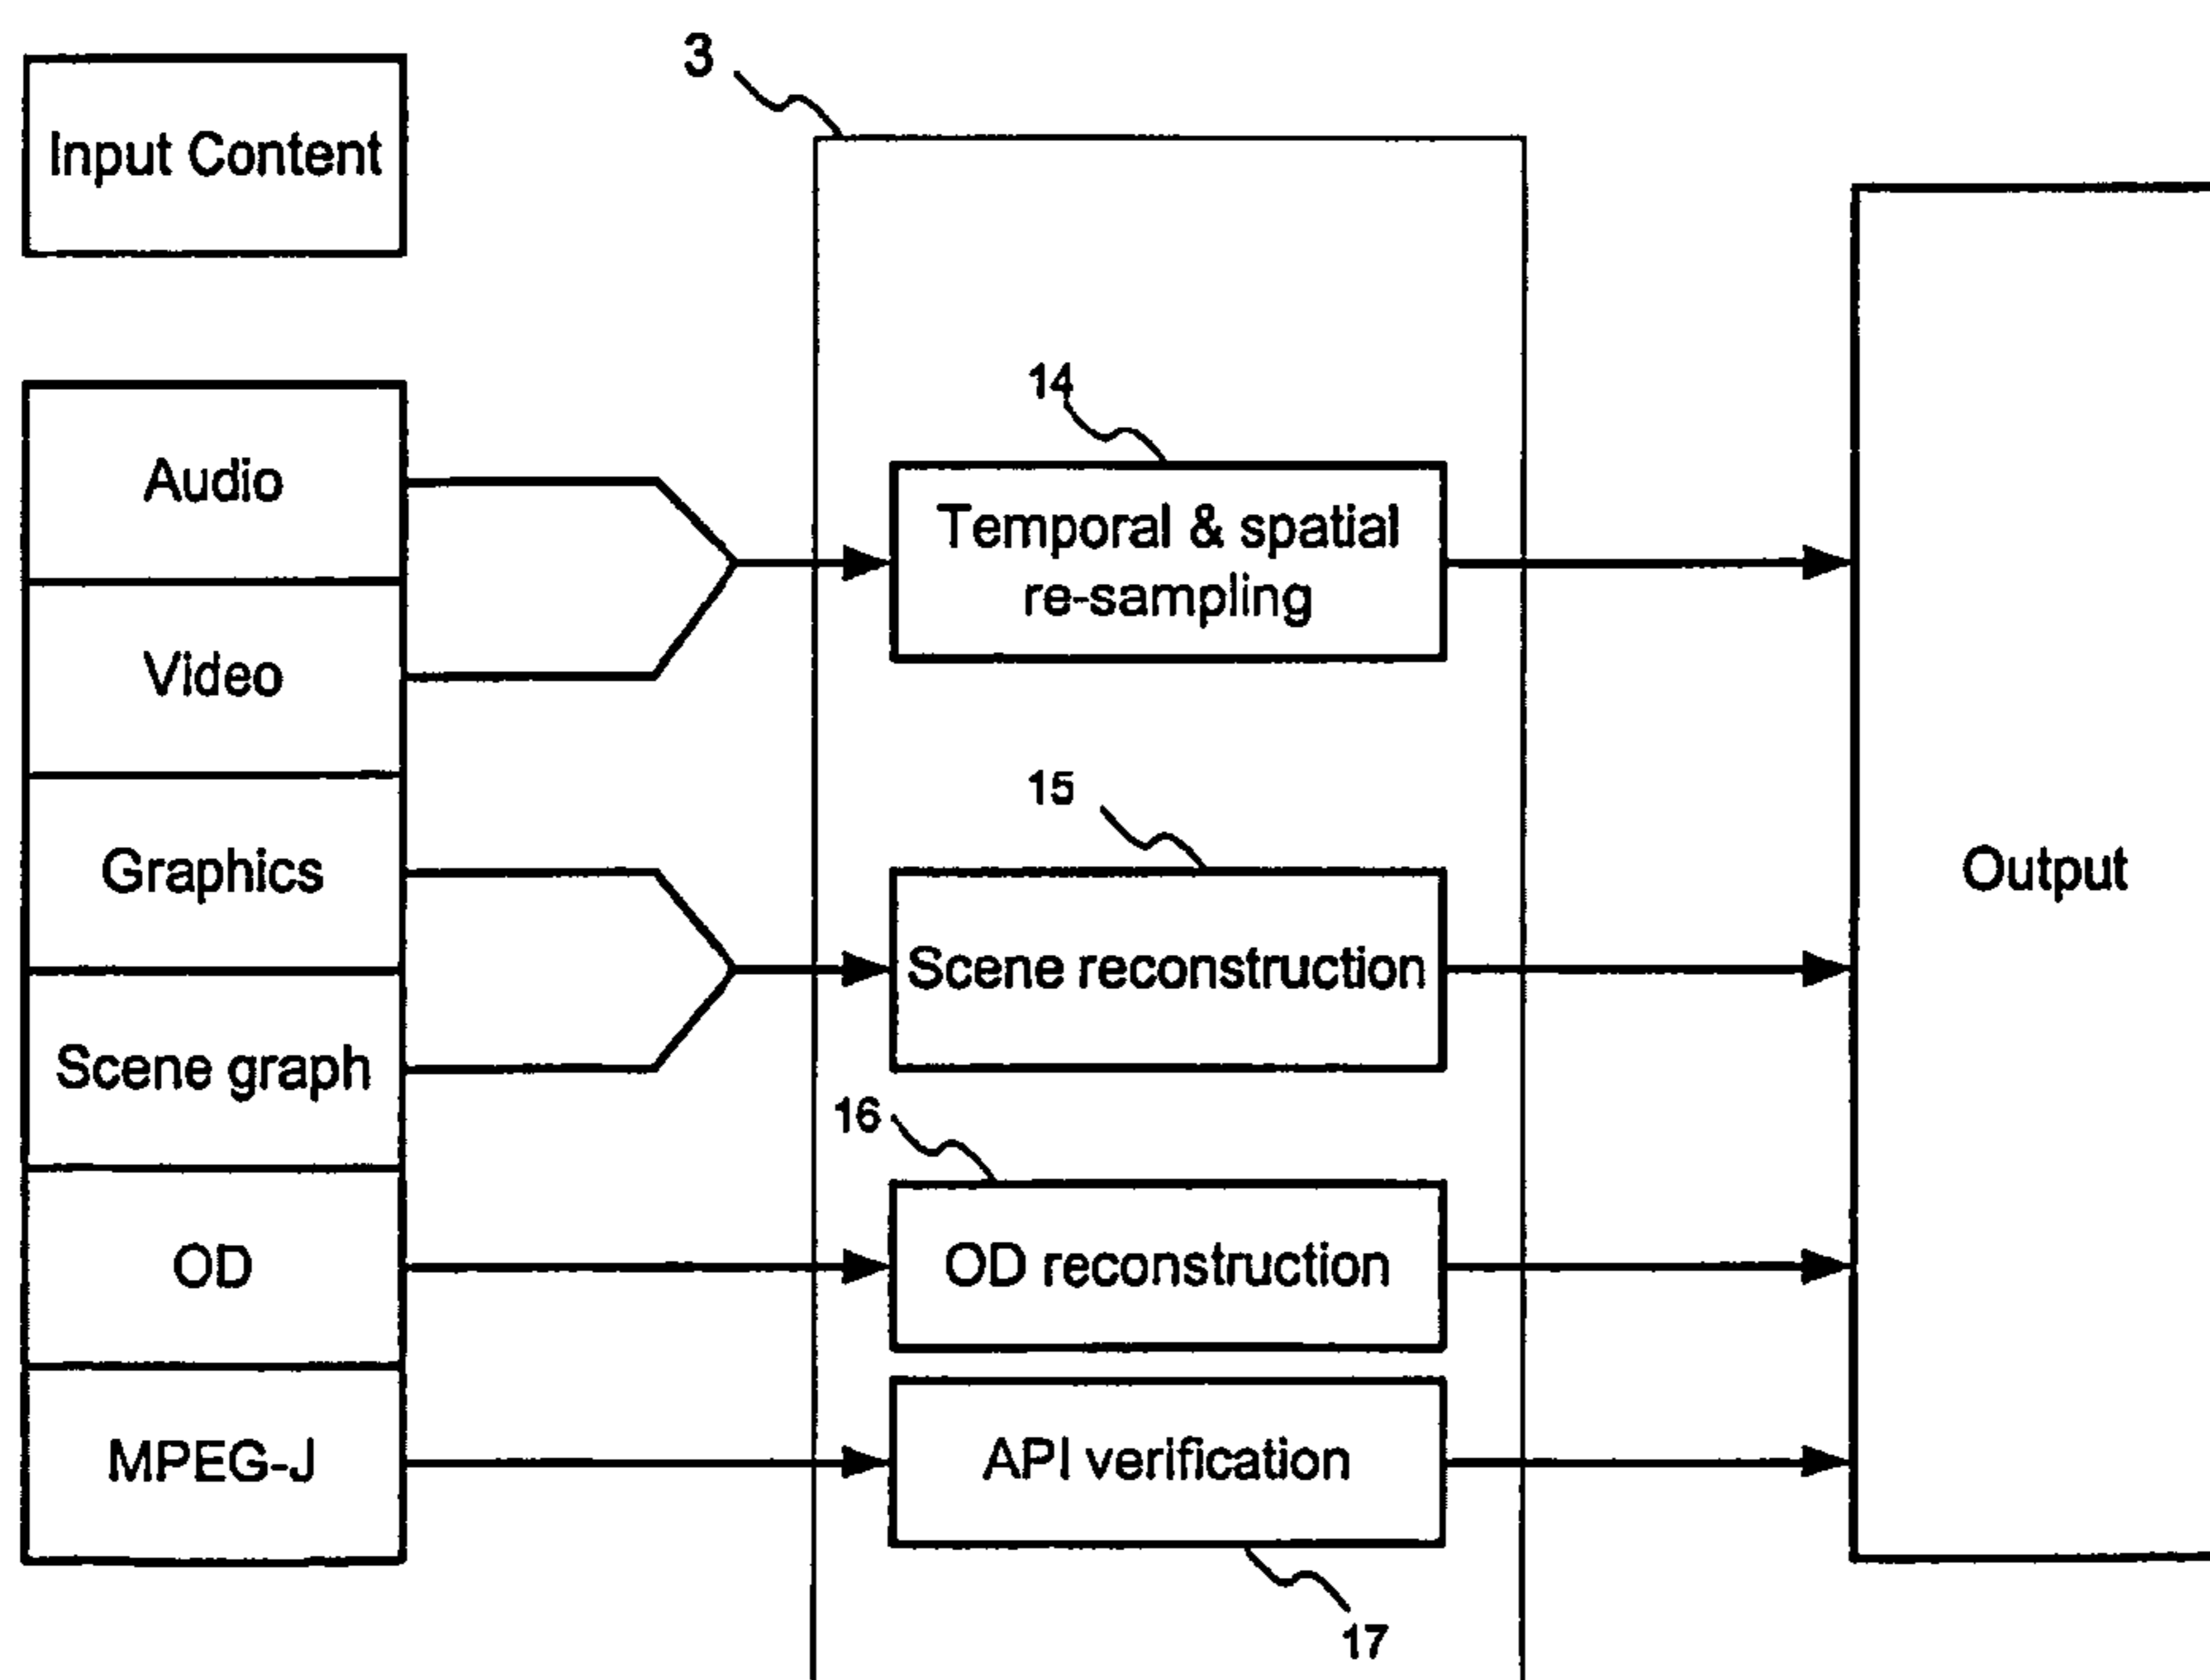 Input Content
3
Audio
Video
Graphics
Scene graph
OD
MPEG-J
14
Temporal & spatial
re-sampling
15
Scene reconstruction
16
OD reconstruction
API verification
17
Output